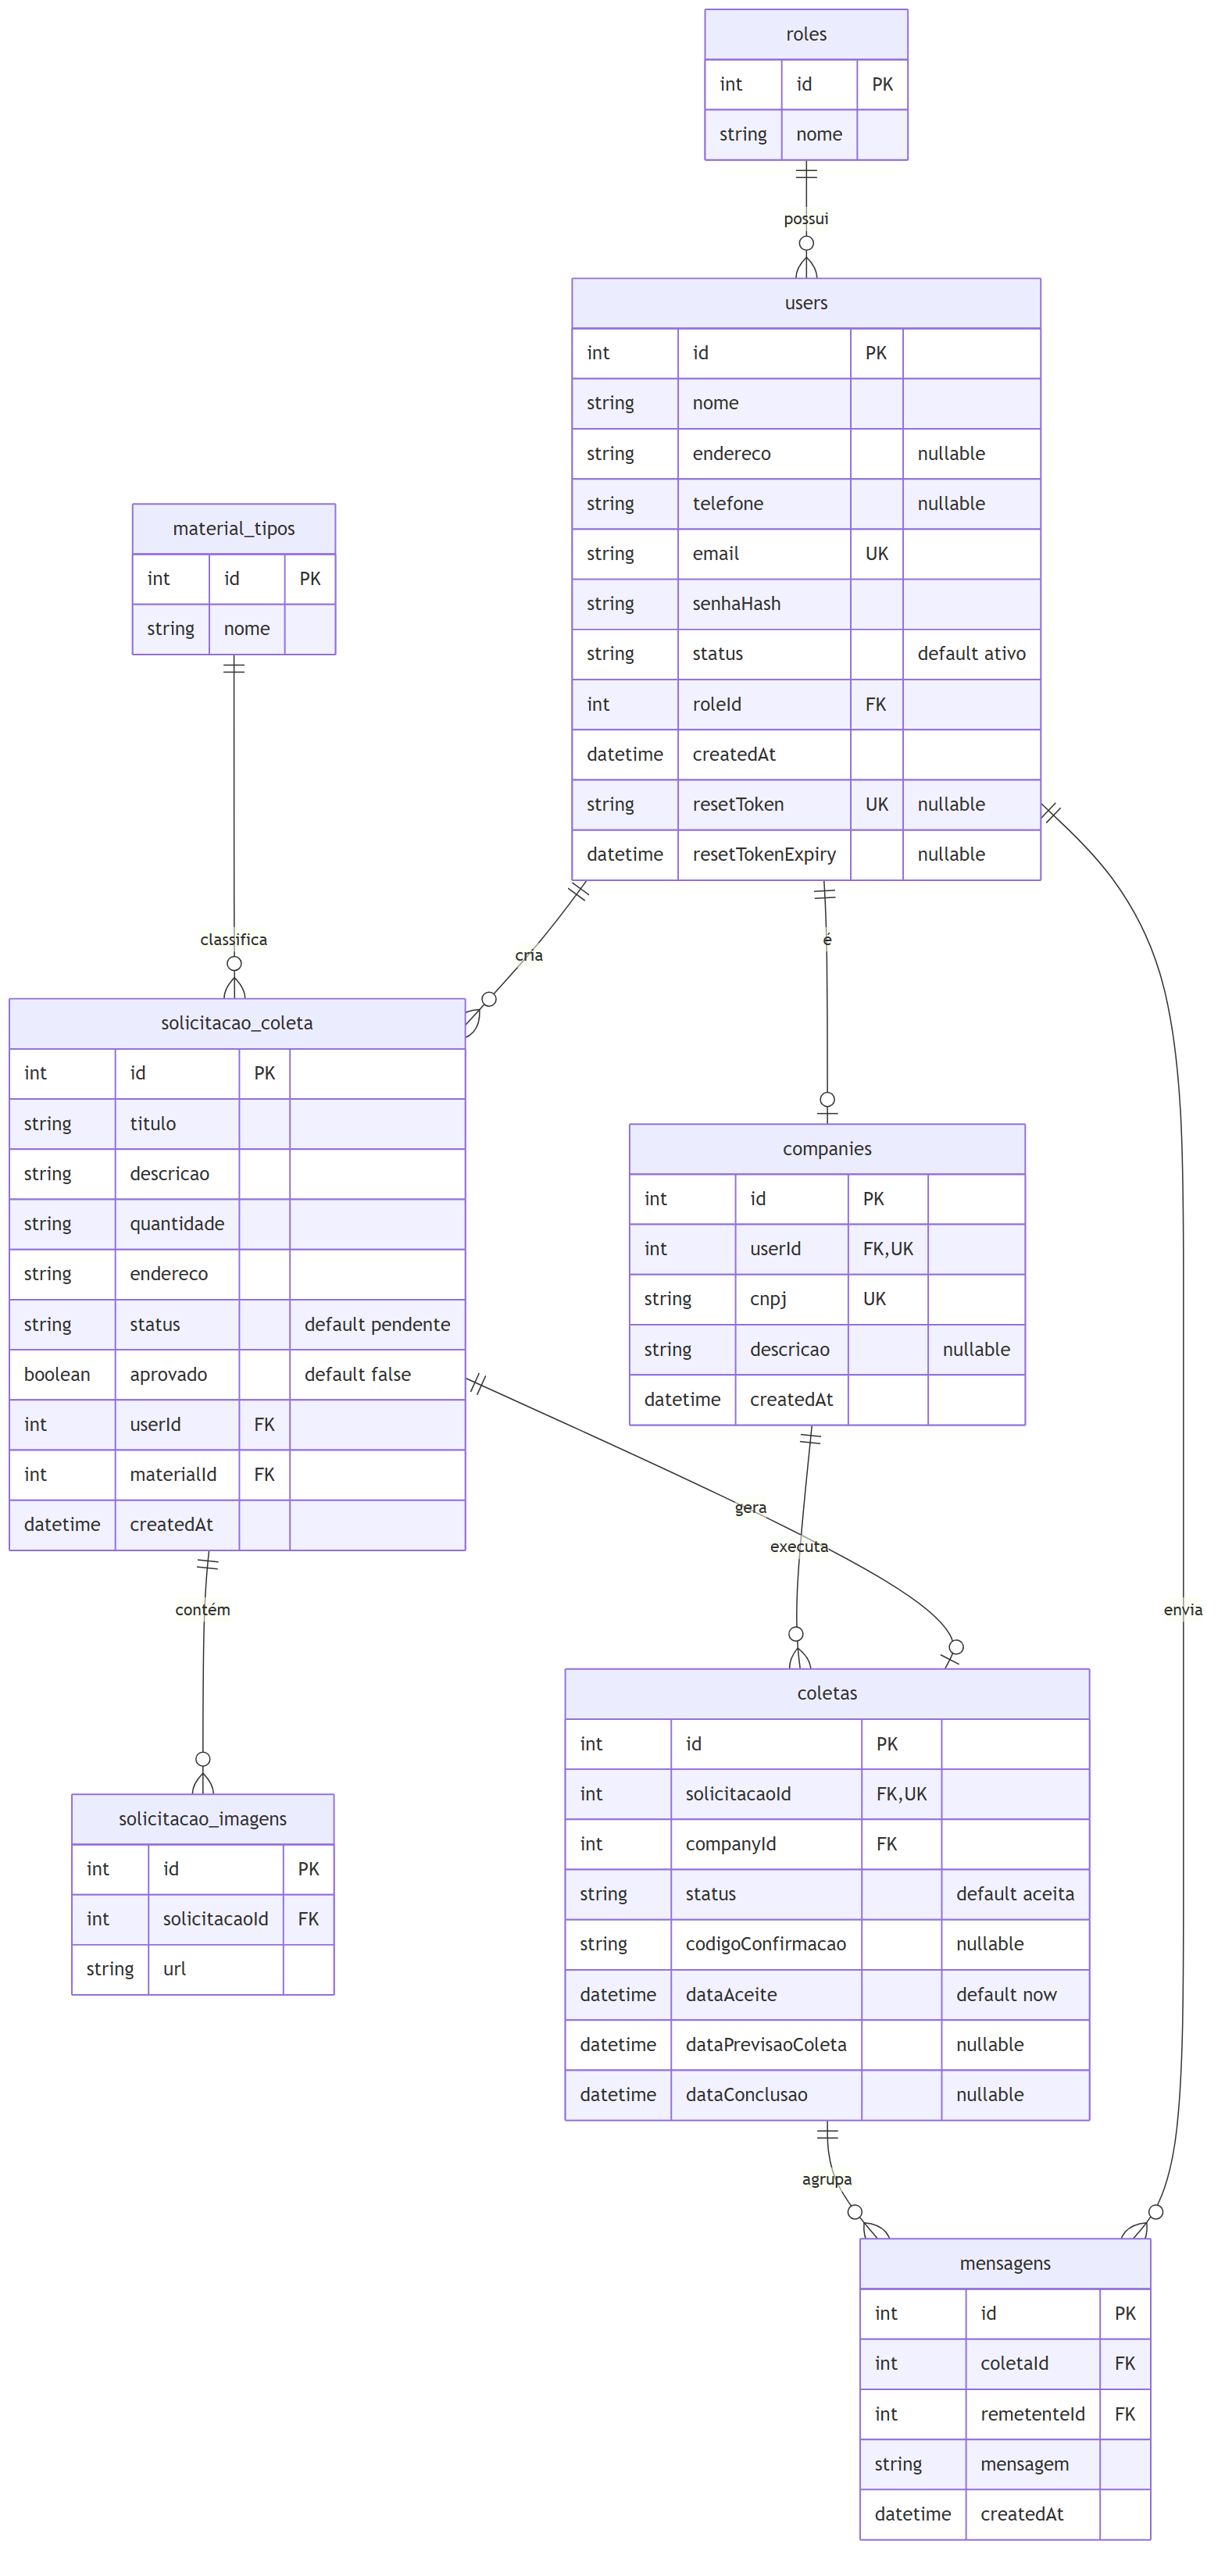 roles
int id PK
string nome
possui
users
int id PK
string nome
string endereco nullable
string telefone nullable
string email UK
string senhaHash
string status default ativo
int roleId FK
datetime createdAt
string resetToken UK nullable
datetime resetTokenExpiry nullable
material_tipos
int id PK
string nome
classifica
cria
é
solicitacao_coleta
int id PK
string titulo
string descricao
string quantidade
string endereco
string status default pendente
boolean aprovado default false
int userId FK
int materialId FK
datetime createdAt
companies
int id PK
int userId FK,UK
string cnpj UK
string descricao nullable
datetime createdAt
gera
executa
contém
envia
coletas
int id PK
int solicitacaoId FK,UK
int companyId FK
string status default aceita
string codigoConfirmacao nullable
datetime dataAceite default now
datetime dataPrevisaoColeta nullable
datetime dataConclusao nullable
solicitacao_imagens
int id PK
int solicitacaoId FK
string url
agrupa
mensagens
int id PK
int coletaId FK
int remetenteId FK
string mensagem
datetime createdAt